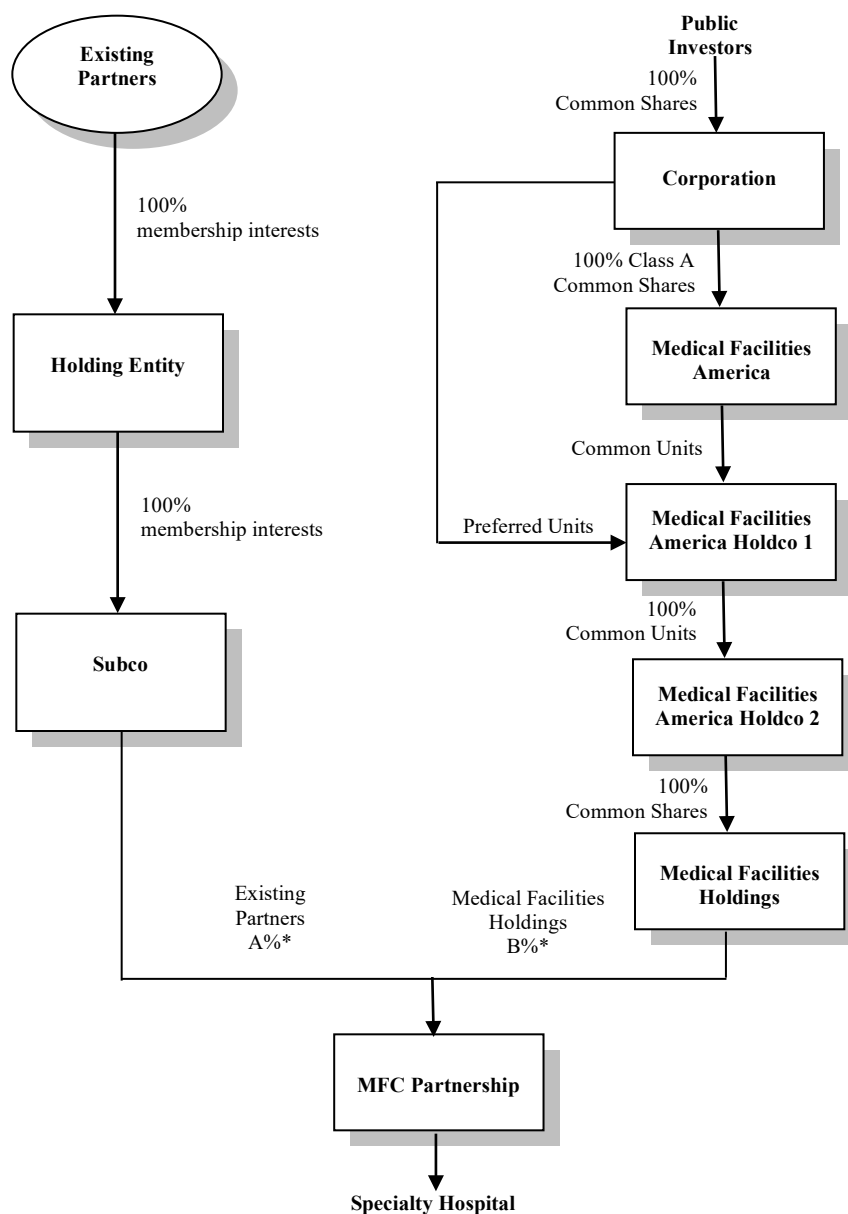 Existing
Partners
100%
membership interests
Holding Entity
100%
membership interests
Subco
Public
Investors
100%
Common Shares
Corporation
100% Class A
Common Shares
Medical Facilities
America
Common Units
Preferred Units
Medical Facilities
America Holdco 1
100%
Common Units
Medical Facilities
America Holdco 2
100%
Common Shares
Medical Facilities
Holdings
Existing
Partners
A%*
Medical Facilities
Holdings
B%*
MFC Partnership
Specialty Hospital